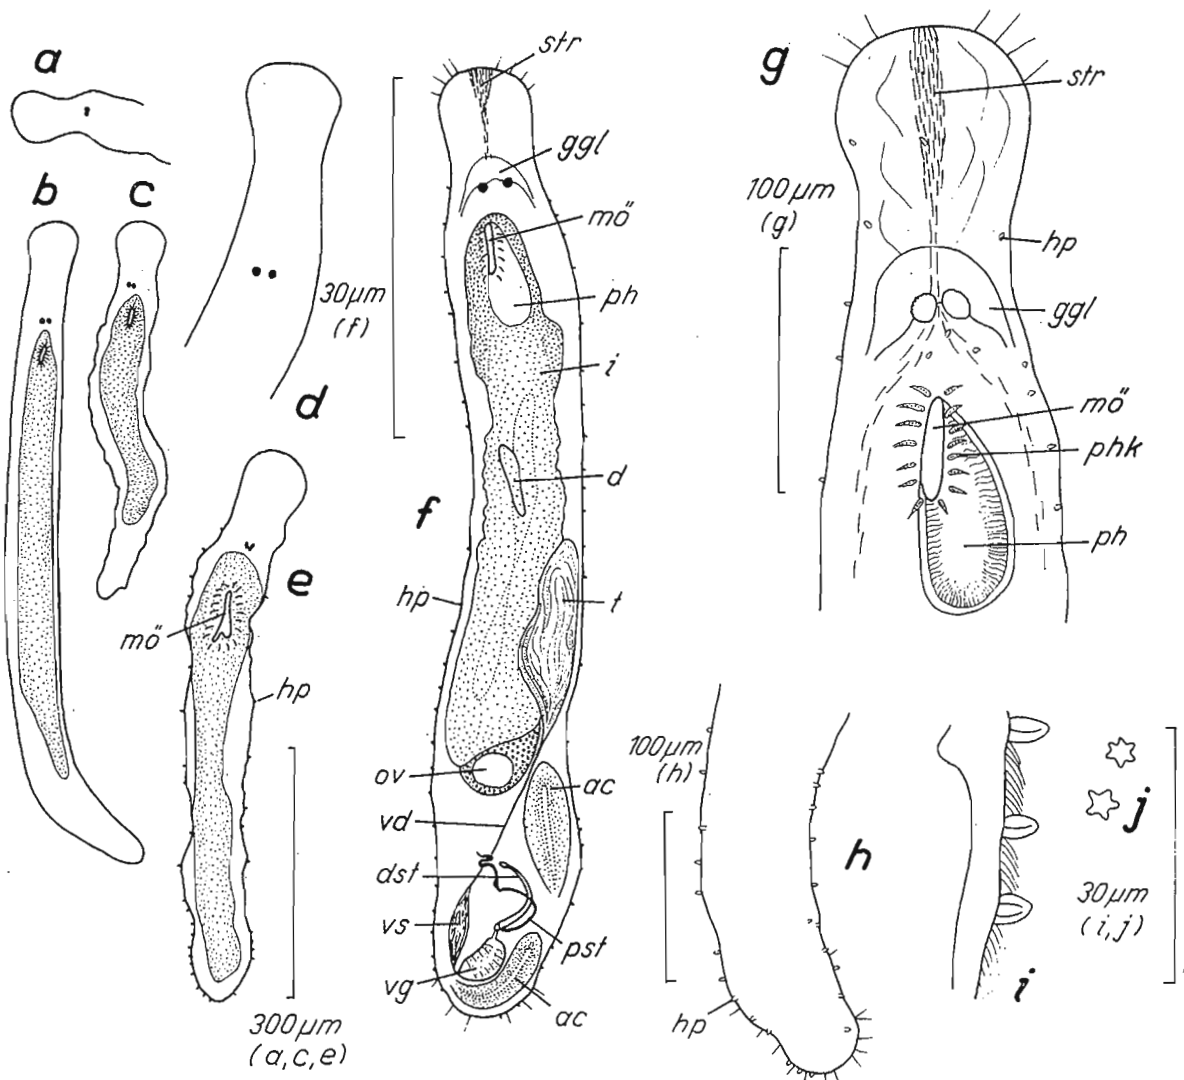 a
b
c
d
30µm
(f)
e
mö
hp
300µm
(a,c,e)
f
str
ggl
mö
ph
i
d
hp
t
ov
ac
vd
dst
vs
pst
vg
ac
g
100µm
(g)
str
hp
ggl
mö
phk
ph
100µm
(h)
h
hp
i
j
30µm
(i,j)